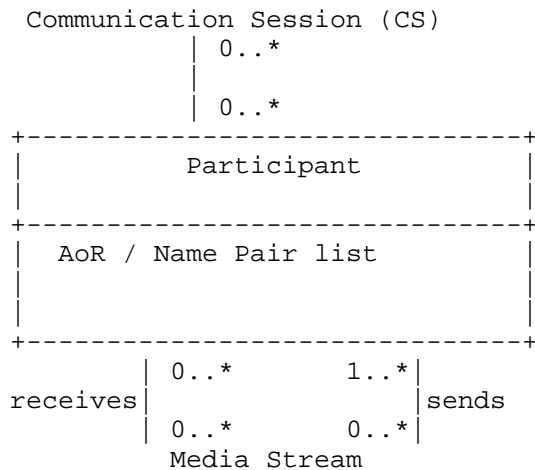 Communication Session (CS)
| 0..*
|
| 0..*
+-------------------------------+
| Participant |
| |
+-------------------------------+
| AoR / Name Pair list |
| |
| |
+-------------------------------+
| 0..* 1..*|
receives| |sends
| 0..* 0..*|
Media Stream